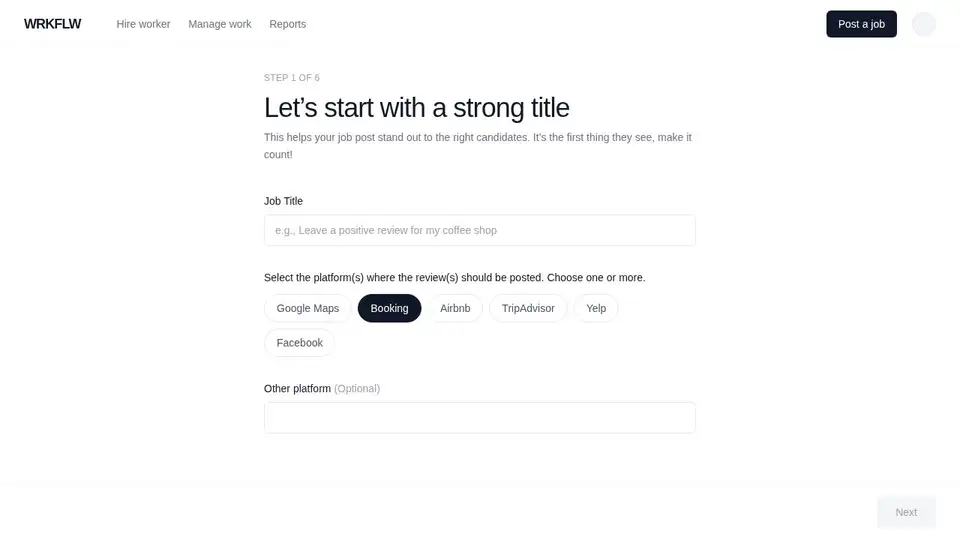 WRKFLW
Hire worker
Manage work
Reports
Post a job
STEP 1 OF 6
Let’s start with a strong title
This helps your job post stand out to the right candidates. It’s the first thing they see, make it
count!
Job Title
e.g., Leave a positive review for my coffee shop
Select the platform(s) where the review(s) should be posted. Choose one or more.
Google Maps
Booking
Airbnb
TripAdvisor
Yelp
Facebook
Other platform (Optional)
Next